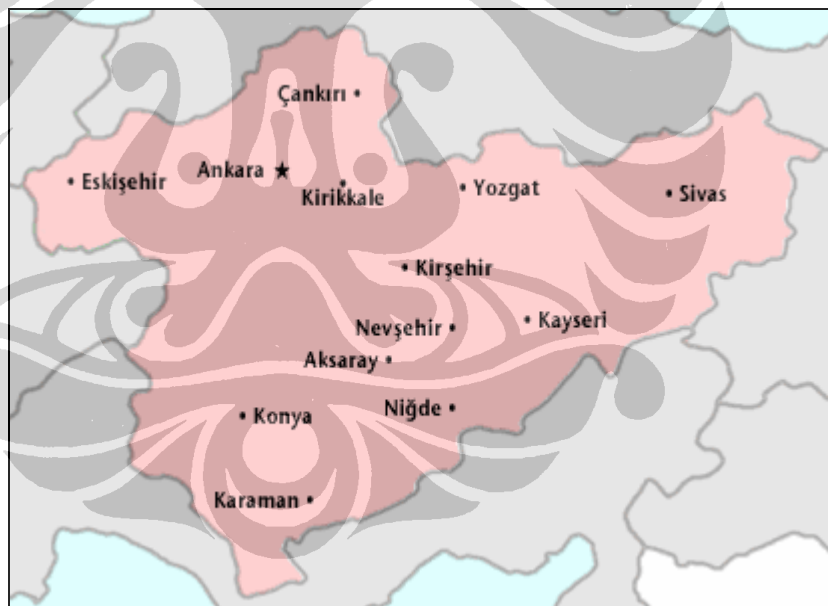 Çankırı
Ankara
Kirikkale
Eskişehir
Yozgat
Sivas
Kirşehir
Nevşehir
Kayseri
Aksaray
Niğde
Konya
Karaman